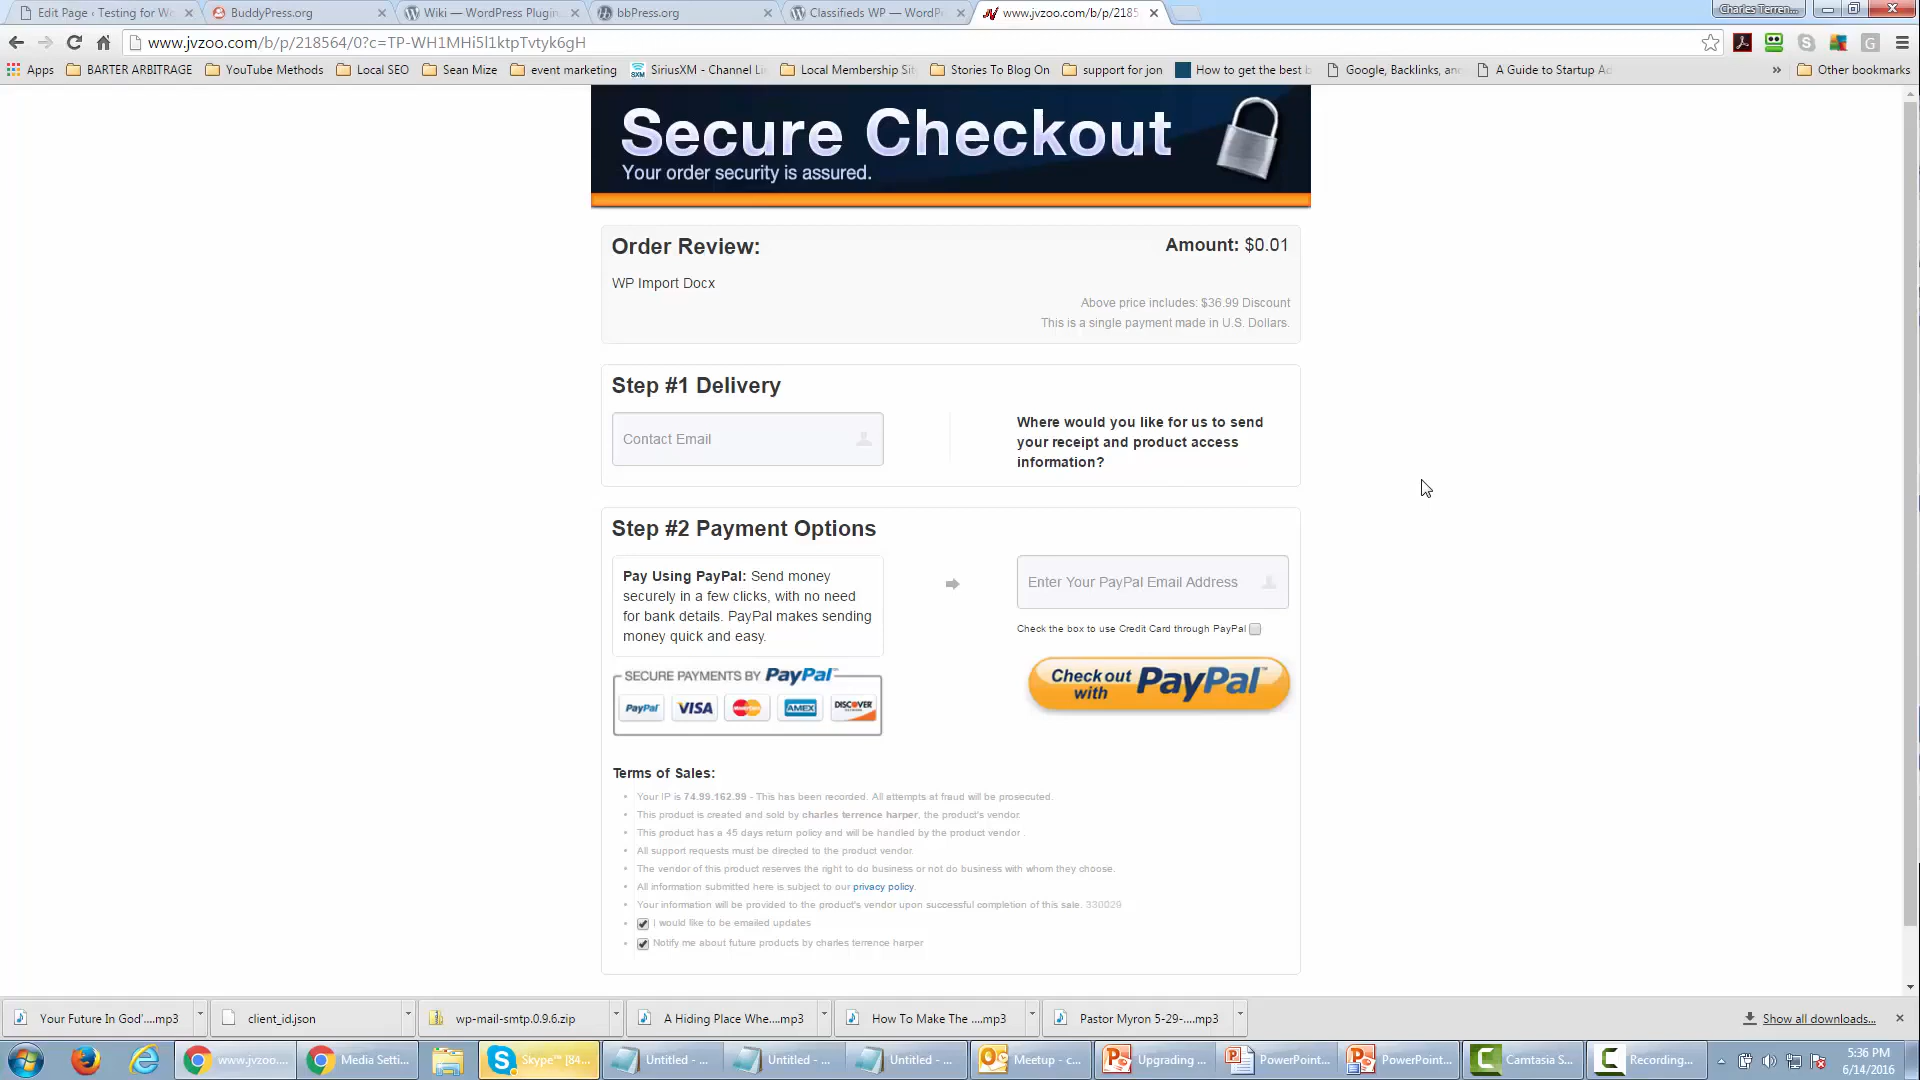 Edit Page ‹ Testing for Wo
BuddyPress.org
Wiki — WordPress Plugin
bbPress.org
Classifieds WP — WordPr
www.jvzoo.com/b/p/2185
Charles Terren...
www.jvzoo.com/b/p/218564/0?c=TP-WH1MHi5l1ktpTvtyk6gH
Apps
BARTER ARBITRAGE
YouTube Methods
Local SEO
Sean Mize
event marketing
SiriusXM - Channel Li
Local Membership Sit
Stories To Blog On
support for jon
How to get the best b
Google, Backlinks, and
A Guide to Startup Ad
»
Other bookmarks
Secure Checkout
Your order security is assured.
Order Review:
Amount: $0.01
WP Import Docx
Above price includes: $36.99 Discount
This is a single payment made in U.S. Dollars.
Step #1 Delivery
Contact Email
Where would you like for us to send
your receipt and product access
information?
Step #2 Payment Options
Pay Using PayPal: Send money
securely in a few clicks, with no need
for bank details. PayPal makes sending
money quick and easy.
Enter Your PayPal Email Address
Check the box to use Credit Card through PayPal
SECURE PAYMENTS BY PayPal™
PayPal VISA MasterCard AMEX DISCOVER
Check out with PayPal™
Terms of Sales:
Your IP is 74.99.162.99 - This has been recorded. All attempts at fraud will be prosecuted.
This product is created and sold by charles terrence harper, the product's vendor
This product has a 45 days return policy and will be handled by the product vendor .
All support requests must be directed to the product vendor.
The vendor of this product reserves the right to do business or not do business with whom they choose.
All information submitted here is subject to our privacy policy.
Your information will be provided to the product's vendor upon successful completion of this sale. 330029
I would like to be emailed updates
Notify me about future products by charles terrence harper
Your Future In God'....mp3
client_id.json
wp-mail-smtp.0.9.6.zip
A Hiding Place Whe....mp3
How To Make The ....mp3
Pastor Myron 5-29-....mp3
Show all downloads...
www.jvzoo....
Media Setti...
Skype™ [84...
Untitled - ...
Untitled - ...
Untitled - ...
Meetup - c...
Upgrading ...
PowerPoint...
PowerPoint...
Camtasia S...
Recording...
5:36 PM
6/14/2016